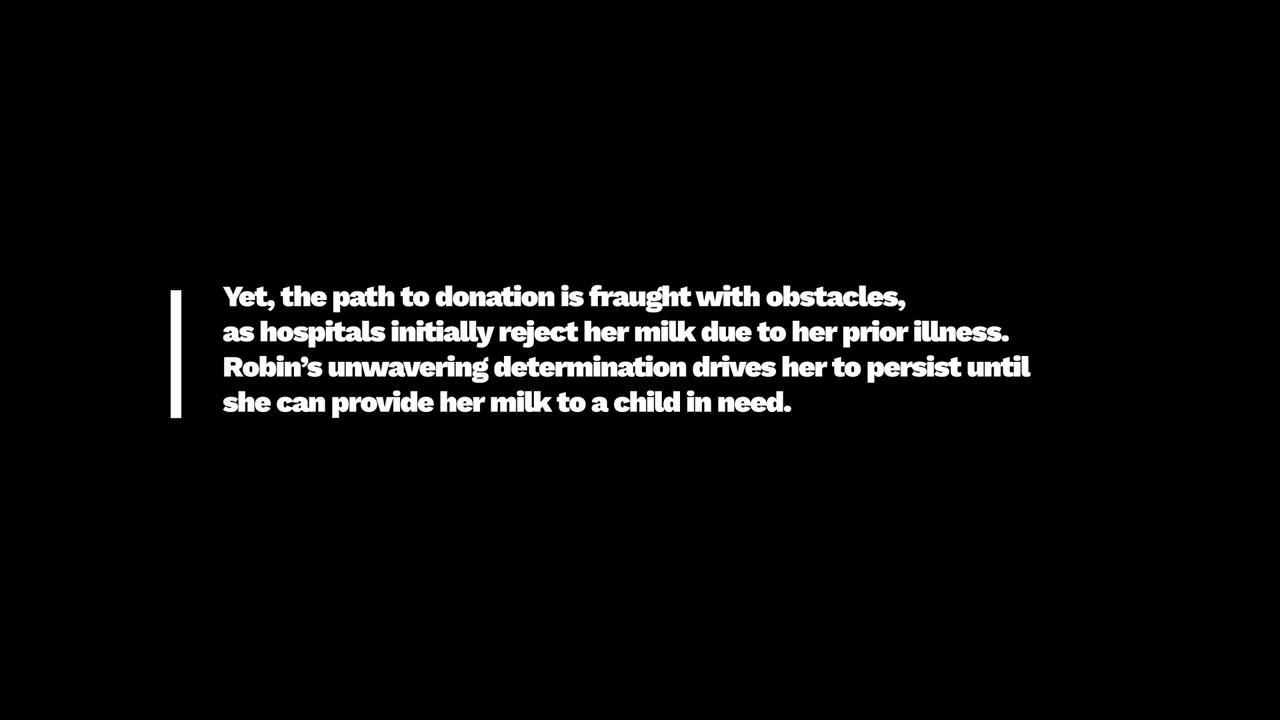 Yet, the path to donation is fraught with obstacles,
as hospitals initially reject her milk due to her prior illness.
Robin’s unwavering determination drives her to persist until
she can provide her milk to a child in need.